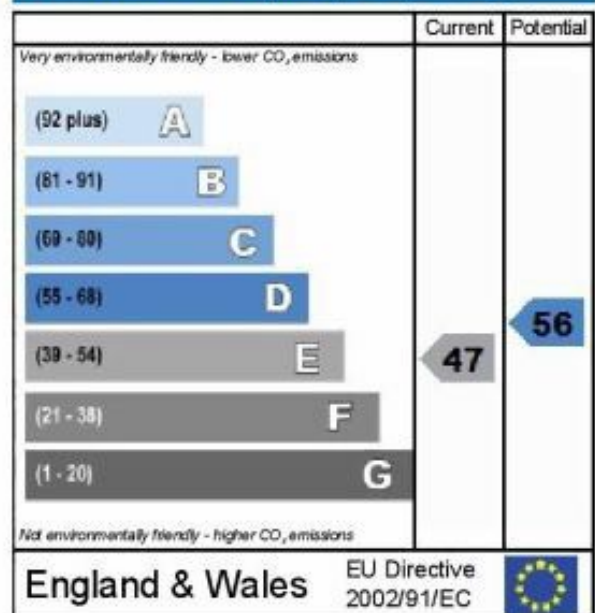 Current Potential
Very environmentally friendly - lower CO₂ emissions
(92 plus) A
(81 - 91) B
(69 - 80) C
(55 - 68) D
(39 - 54) E
(21 - 38) F
(1 - 20) G
47
56
Not environmentally friendly - higher CO₂ emissions
England & Wales
EU Directive
2002/91/EC